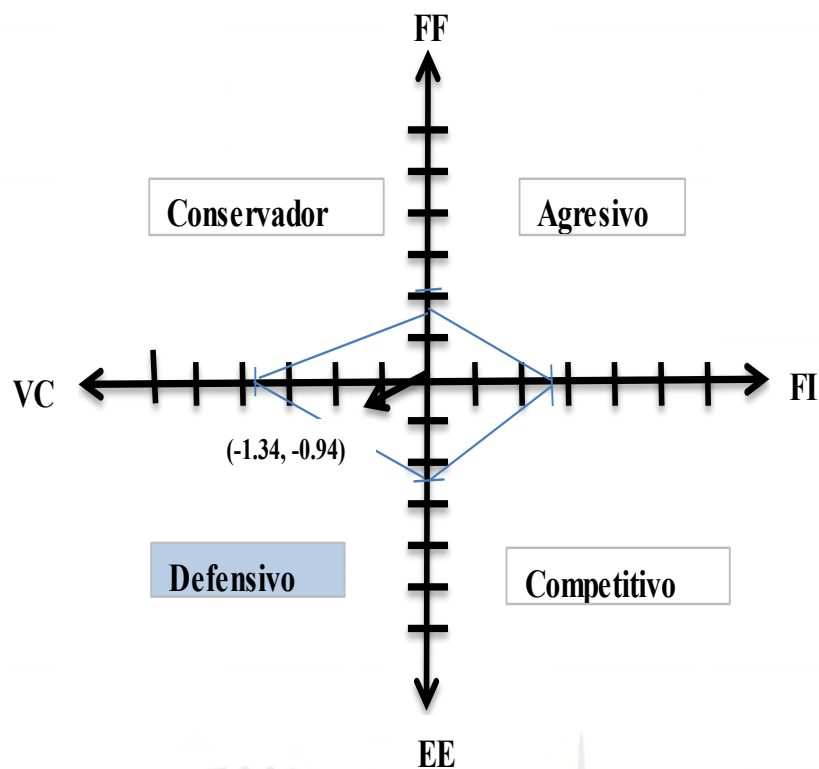 FF
Conservador
Agresivo
VC
FI
(-1.34, -0.94)
Defensivo
Competitivo
EE